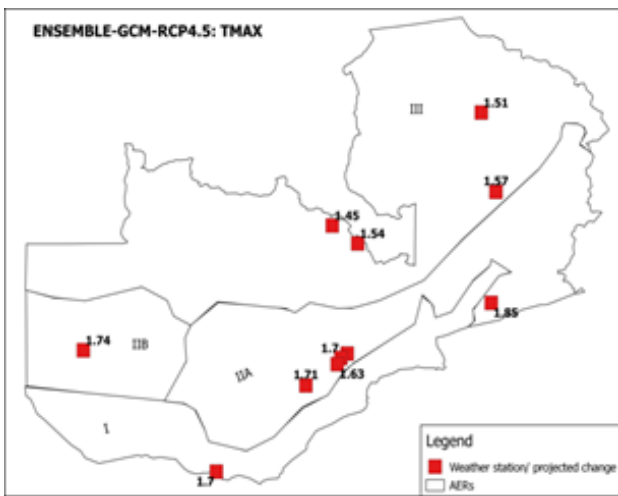 ENSEMBLE-GCM-RCP4.5: TMAX
III
1.51
1.57
1.45
1.54
1.85
1.74
IIB
1.7
1.63
IIA
1.71
I
1.7
Legend
Weather station/ projected change
AERs